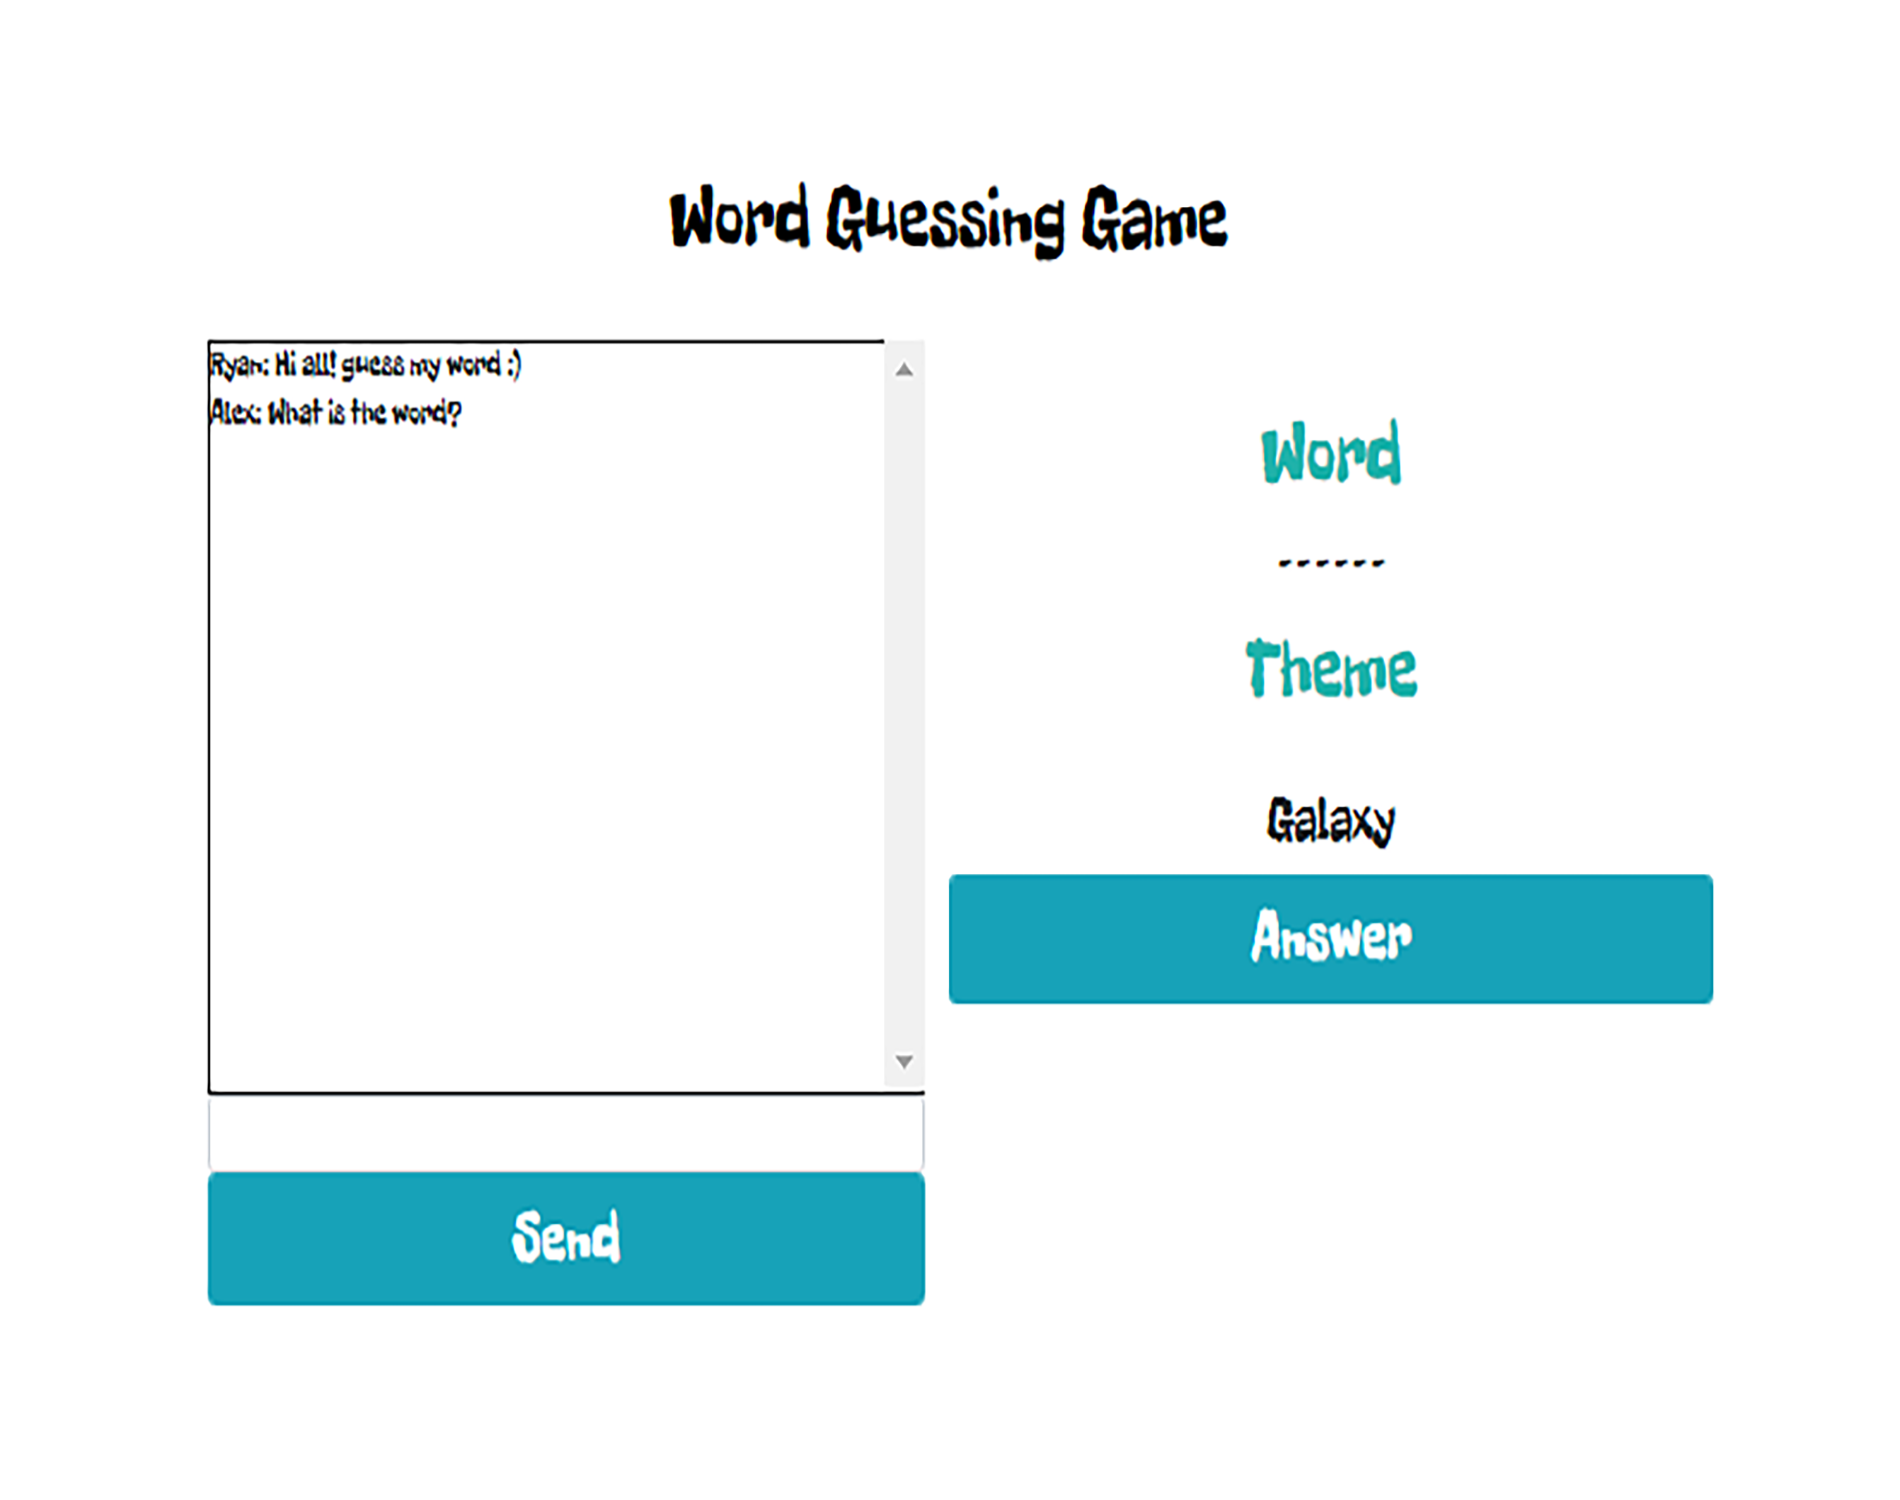 Word Guessing Game
Ryan: Hi all! guess my word :)
Alex: What is the word?
Word
------
Theme
Galaxy
Answer
Send